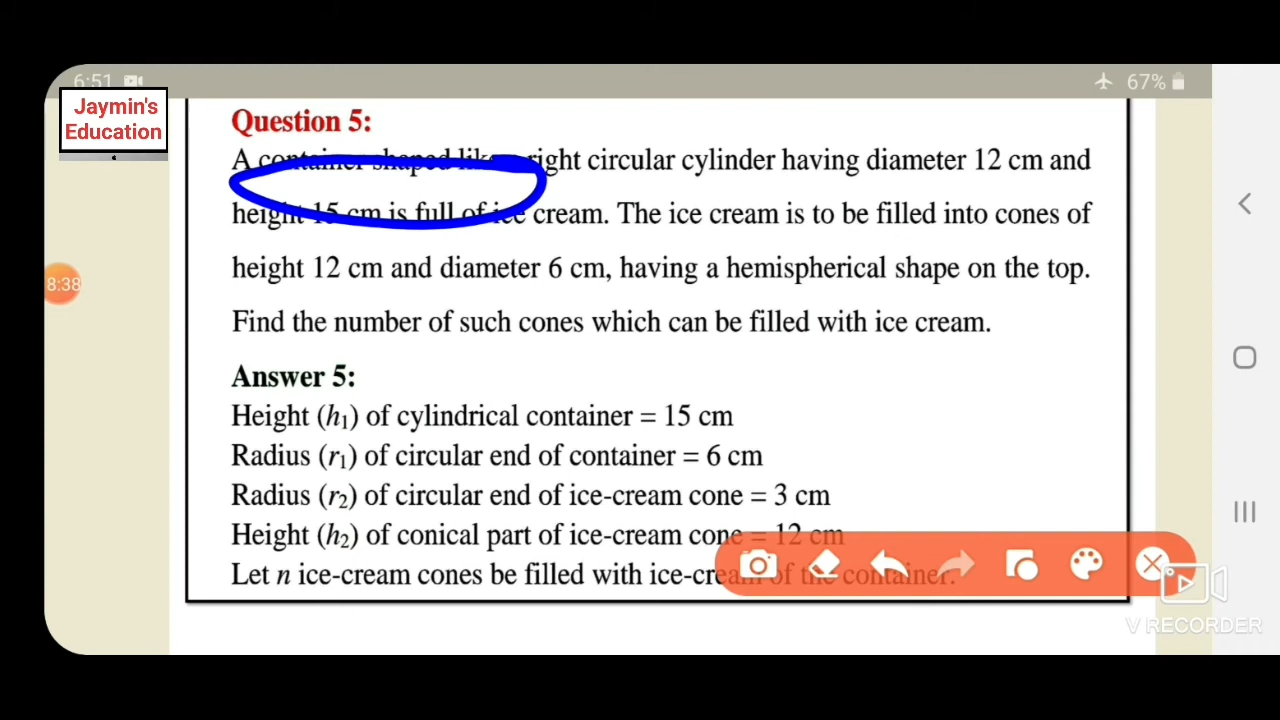 6:51
67%
Jaymin's
Education
Question 5:
A container shaped like a right circular cylinder having diameter 12 cm and
height 15 cm is full of ice cream. The ice cream is to be filled into cones of
height 12 cm and diameter 6 cm, having a hemispherical shape on the top.
Find the number of such cones which can be filled with ice cream.
8:38
Answer 5:
Height (h₁) of cylindrical container = 15 cm
Radius (r₁) of circular end of container = 6 cm
Radius (r₂) of circular end of ice-cream cone = 3 cm
Height (h₂) of conical part of ice-cream cone = 12 cm
Let n ice-cream cones be filled with ice-cream of the container.
V RECORDER